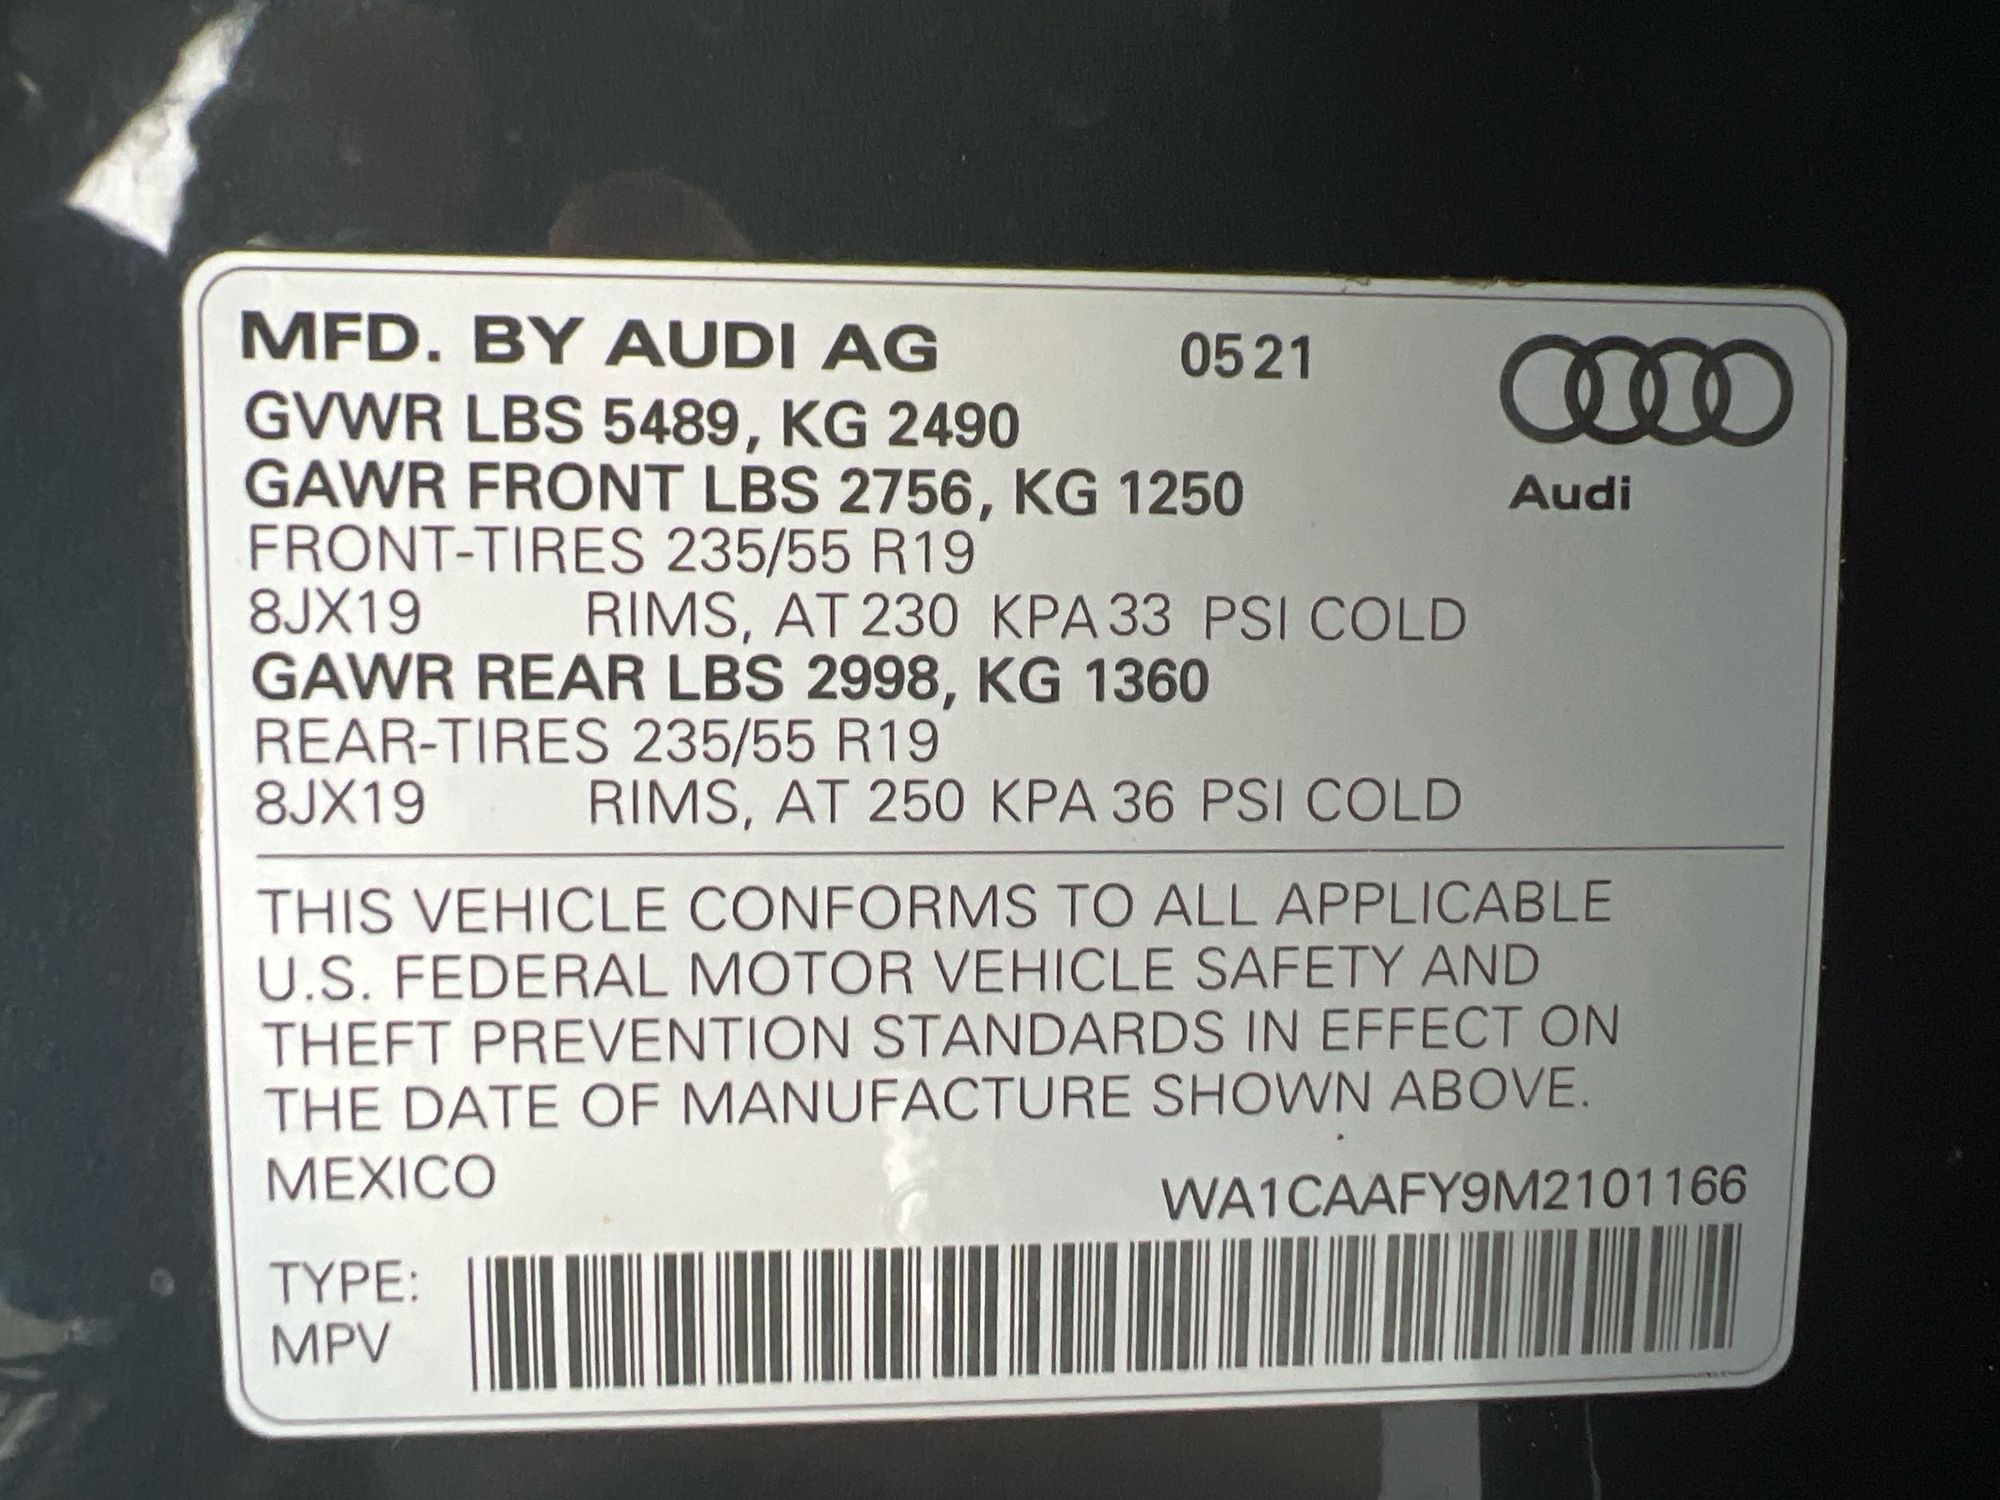 MFD. BY AUDI AG 0521
GVWR LBS 5489, KG 2490
GAWR FRONT LBS 2756, KG 1250
Audi
FRONT-TIRES 235/55 R19
8JX19 RIMS, AT 230 KPA 33 PSI COLD
GAWR REAR LBS 2998, KG 1360
REAR-TIRES 235/55 R19
8JX19 RIMS, AT 250 KPA 36 PSI COLD
THIS VEHICLE CONFORMS TO ALL APPLICABLE
U.S. FEDERAL MOTOR VEHICLE SAFETY AND
THEFT PREVENTION STANDARDS IN EFFECT ON
THE DATE OF MANUFACTURE SHOWN ABOVE.
MEXICO WA1CAAFY9M2101166
TYPE:
MPV